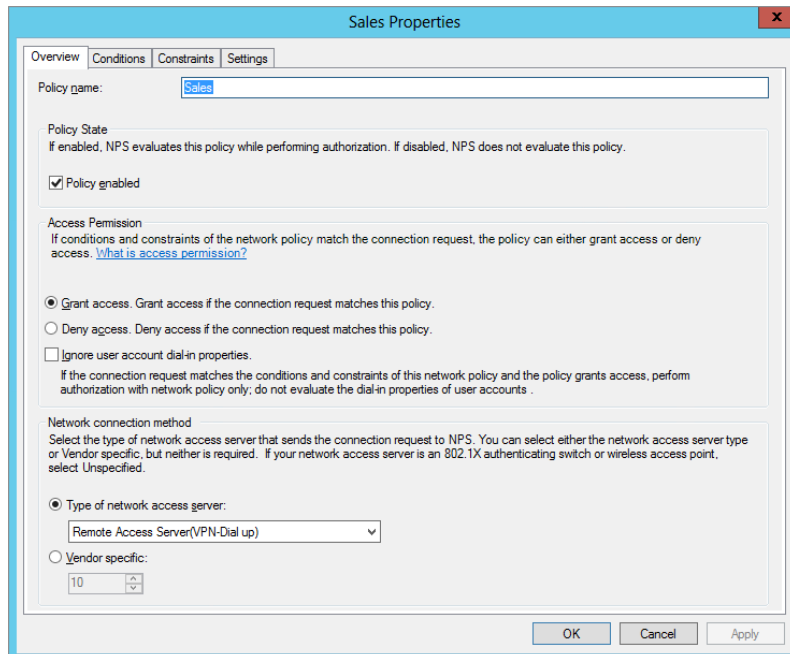 Sales Properties
x
Overview Conditions Constraints Settings
Policy name: Sales
Policy State
If enabled, NPS evaluates this policy while performing authorization. If disabled, NPS does not evaluate this policy.
Policy enabled
Access Permission
If conditions and constraints of the network policy match the connection request, the policy can either grant access or deny
access. What is access permission?
Grant access. Grant access if the connection request matches this policy.
Deny access. Deny access if the connection request matches this policy.
Ignore user account dial-in properties.
If the connection request matches the conditions and constraints of this network policy and the policy grants access, perform
authorization with network policy only; do not evaluate the dial-in properties of user accounts .
Network connection method
Select the type of network access server that sends the connection request to NPS. You can select either the network access server type
or Vendor specific, but neither is required. If your network access server is an 802.1X authenticating switch or wireless access point,
select Unspecified.
Type of network access server:
Remote Access Server(VPN-Dial up)
Vendor specific:
10
OK Cancel Apply